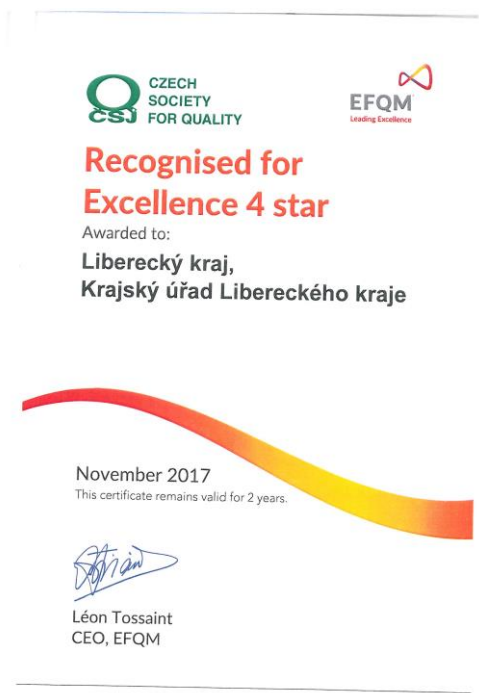 CZECH
SOCIETY
FOR QUALITY
ČSJ
EFQM
Leading Excellence
Recognised for
Excellence 4 star
Awarded to:
Liberecký kraj,
Krajský úřad Libereckého kraje
November 2017
This certificate remains valid for 2 years.
Léon Tossaint
CEO, EFQM